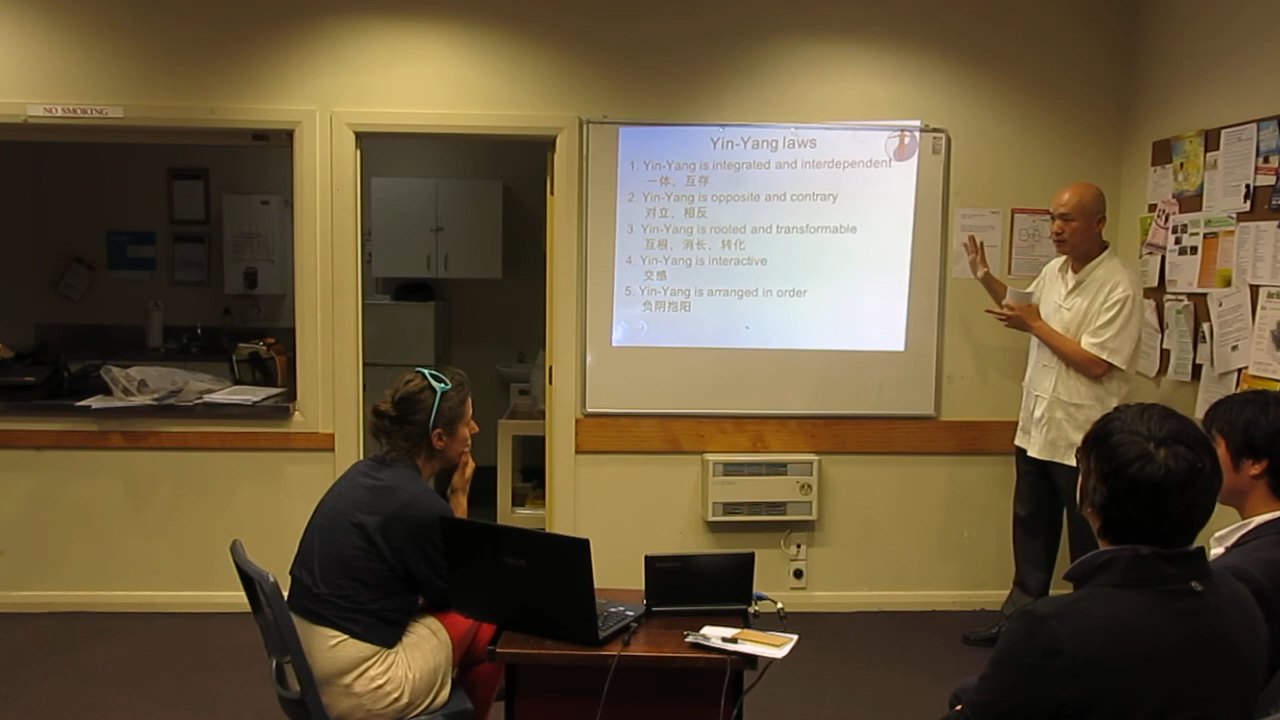 NO SMOKING
Yin-Yang laws
1. Yin-Yang is integrated and interdependent
一体、互存
2. Yin-Yang is opposite and contrary
对立、相反
3. Yin-Yang is rooted and transformable
互根、消长、转化
4. Yin-Yang is interactive
交感
5. Yin-Yang is arranged in order
负阴抱阳